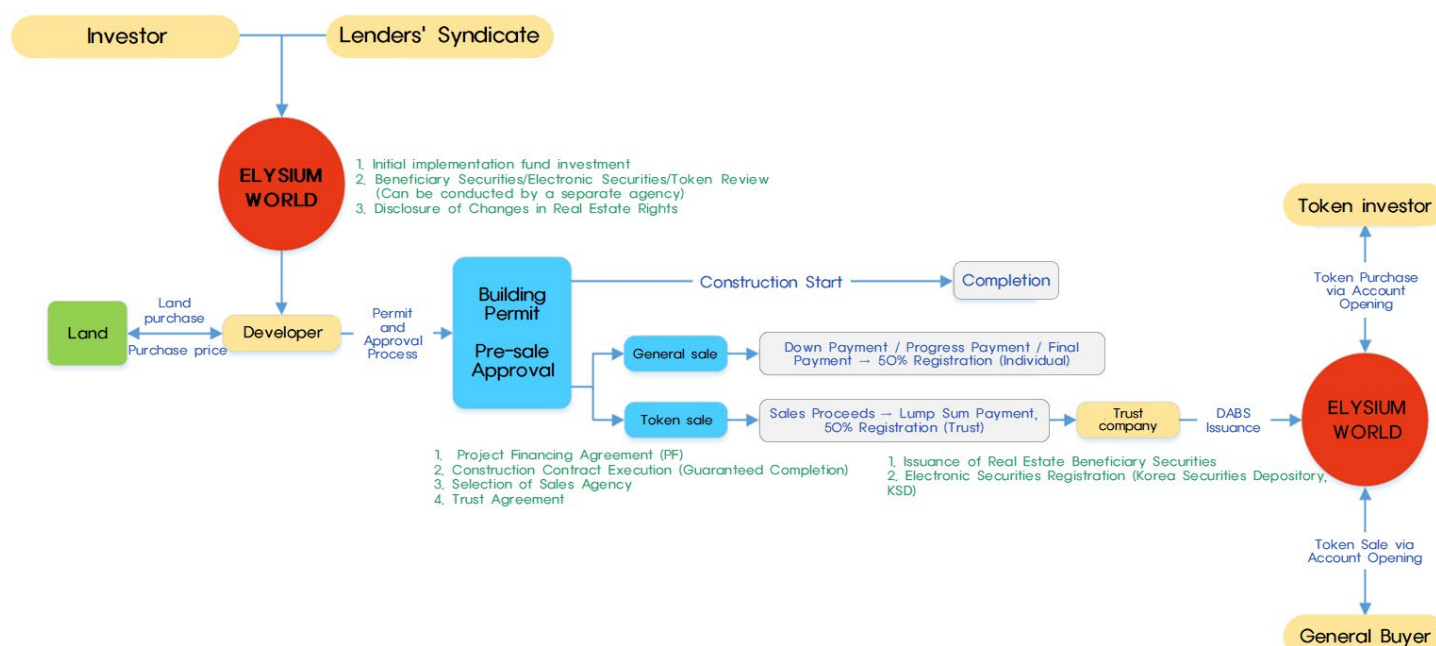 Investor
Lenders' Syndicate
ELYSIUM
WORLD
1, Initial implementation fund investment
2, Beneficiary Securities/Electronic Securities/Token Review
(Can be conducted by a separate agency)
3, Disclosure of Changes in Real Estate Rights
Land
Land
purchase
Purchase price
Developer
Permit
and
Approval
Process
Building
Permit
Pre-sale
Approval
Construction Start
Completion
General sale
Down Payment / Progress Payment / Final
Payment → 50% Registration (Individual)
Token sale
Sales Proceeds → Lump Sum Payment,
50% Registration (Trust)
Trust
company
DABS
Issuance
1, Project Financing Agreement (PF)
2, Construction Contract Execution (Guaranteed Completion)
3, Selection of Sales Agency
4, Trust Agreement
1, Issuance of Real Estate Beneficiary Securities
2, Electronic Securities Registration (Korea Securities Depository,
KSD)
Token investor
Token Purchase
via Account
Opening
ELYSIUM
WORLD
Token Sale via
Account Opening
General Buyer